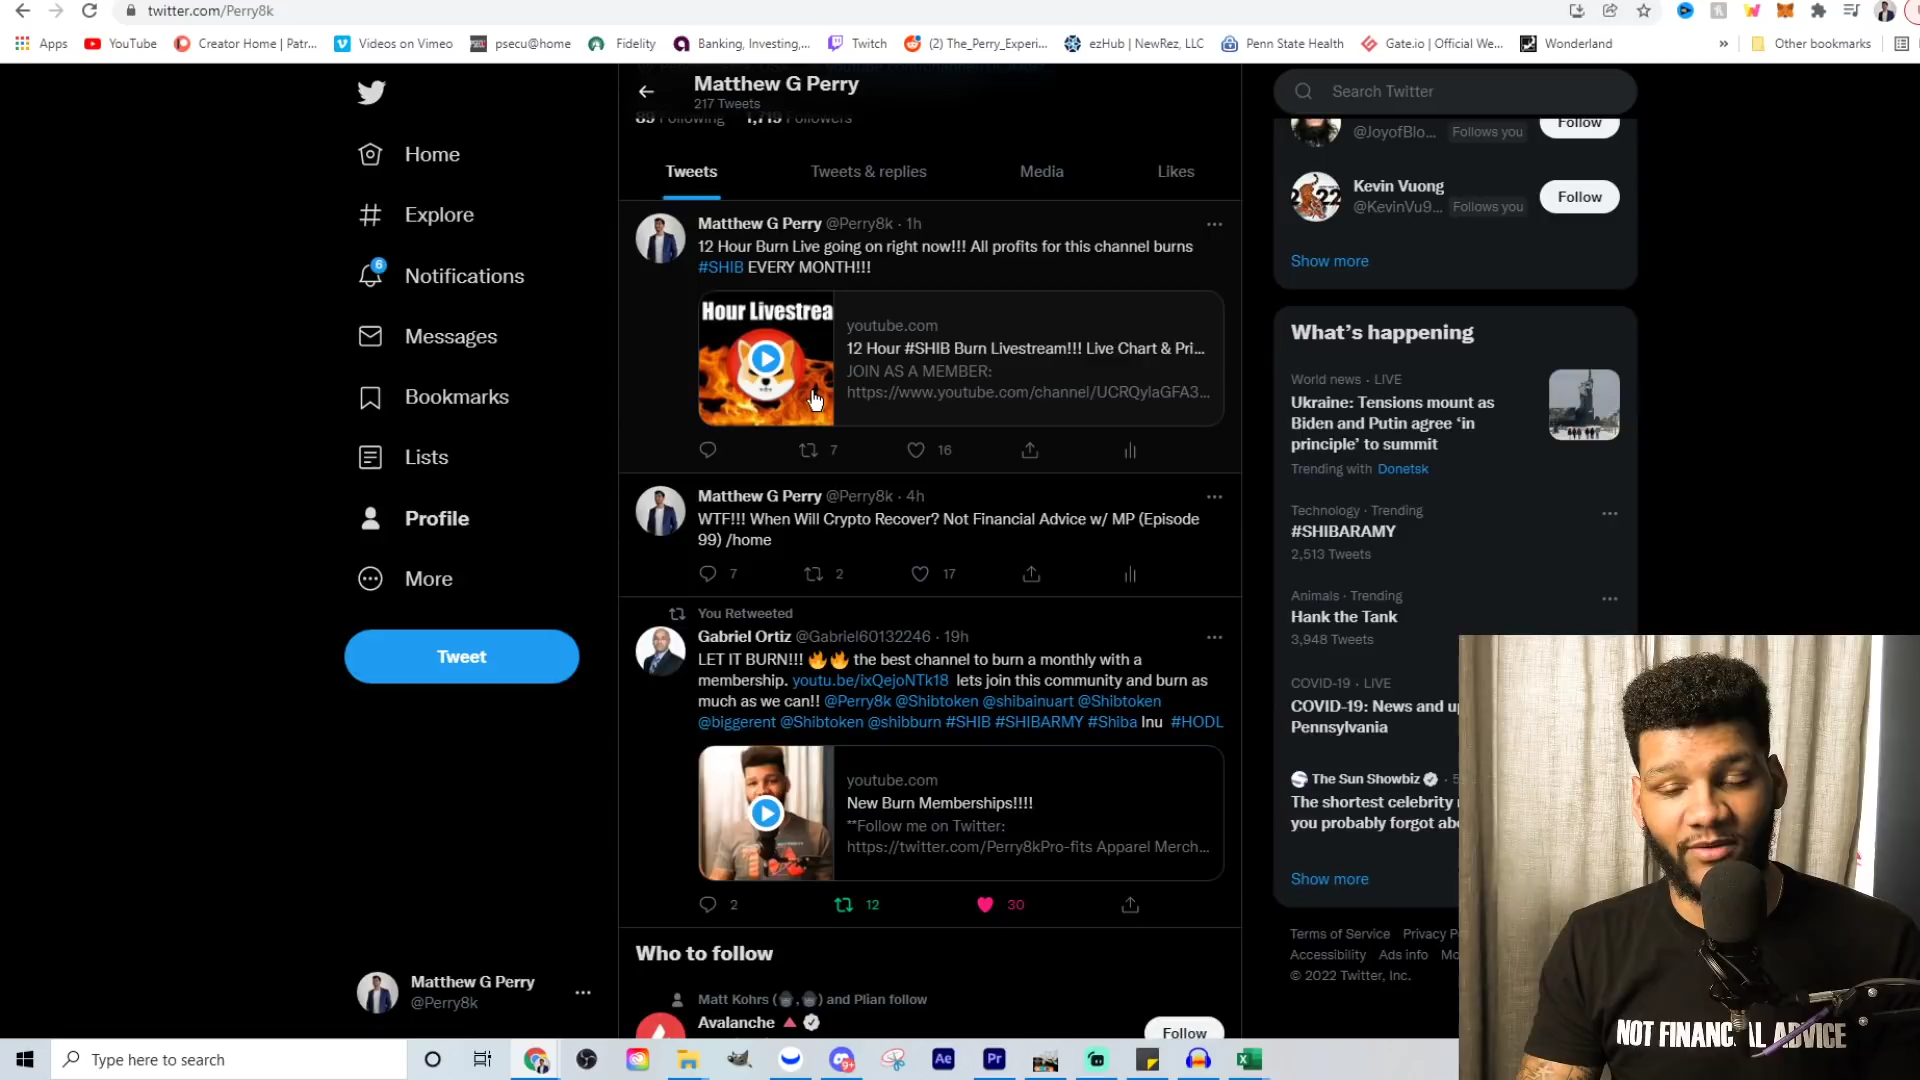 twitter.com/Perry8k
Apps YouTube Creator Home | Patr... Videos on Vimeo psecu@home Fidelity Banking, Investing,... Twitch (2) The_Perry_Experi... ezHub | NewRez, LLC Penn State Health Gate.io | Official We... Wonderland » Other bookmarks
Matthew G Perry
217 Tweets
89 Following 1,719 Followers
Tweets Tweets & replies Media Likes
Home
Explore
6
Notifications
Messages
Bookmarks
Lists
Profile
More
Tweet
Matthew G Perry
@Perry8k
Matthew G Perry @Perry8k · 1h
12 Hour Burn Live going on right now!!! All profits for this channel burns
#SHIB EVERY MONTH!!!
Hour Livestrea
youtube.com
12 Hour #SHIB Burn Livestream!!! Live Chart & Pri...
JOIN AS A MEMBER:
https://www.youtube.com/channel/UCRQylaGFA3...
7 16
Matthew G Perry @Perry8k · 4h
WTF!!! When Will Crypto Recover? Not Financial Advice w/ MP (Episode
99) /home
7 2 17
You Retweeted
Gabriel Ortiz @Gabriel60132246 · 19h
LET IT BURN!!! 🔥🔥 the best channel to burn a monthly with a
membership. youtu.be/ixQejoNTk18 lets join this community and burn as
much as we can!! @Perry8k @Shibtoken @shibainuart @Shibtoken
@biggerent @Shibtoken @shibburn #SHIB #SHIBARMY #Shiba Inu #HODL
youtube.com
New Burn Memberships!!!!
**Follow me on Twitter:
https://twitter.com/Perry8kPro-fits Apparel Merch...
2 12 30
Who to follow
Matt Kohrs and Plian follow
Avalanche
Follow
Search Twitter
@JoyofBlo... Follows you Follow
Kevin Vuong
@KevinVu9... Follows you Follow
Show more
What's happening
World news · LIVE
Ukraine: Tensions mount as
Biden and Putin agree 'in
principle' to summit
Trending with Donetsk
Technology · Trending
#SHIBARAMY
2,513 Tweets
Animals · Trending
Hank the Tank
3,948 Tweets
COVID-19 · LIVE
COVID-19: News and up
Pennsylvania
The Sun Showbiz
The shortest celebrity
you probably forgot abo
Show more
Terms of Service Privacy P
Accessibility Ads info Mo
© 2022 Twitter, Inc.
NOT FINANCIAL ADVICE
Type here to search